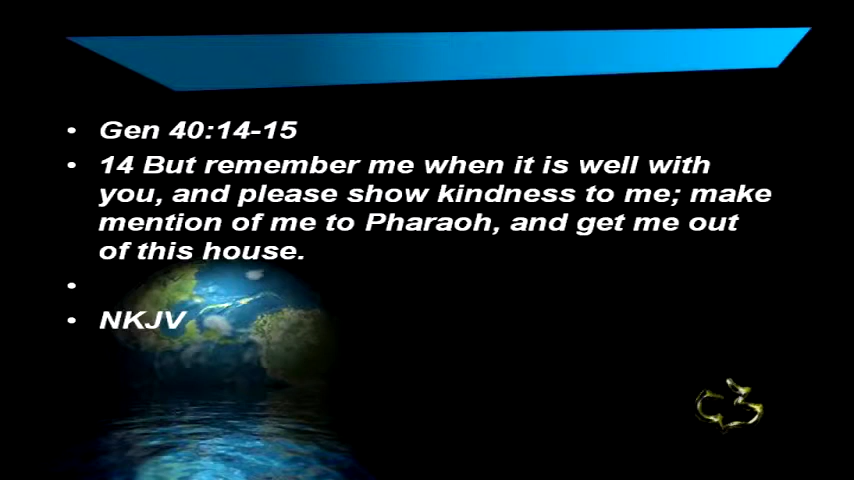 • Gen 40:14-15
• 14 But remember me when it is well with
you, and please show kindness to me; make
mention of me to Pharaoh, and get me out
of this house.
•
• NKJV
C3